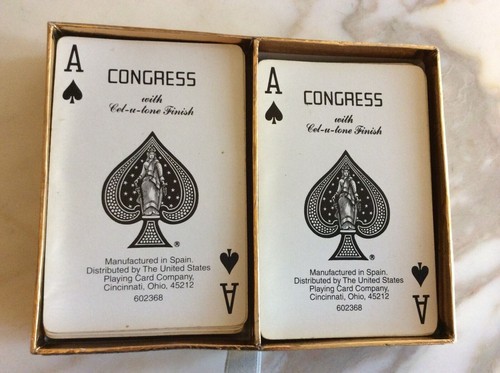 A
CONGRESS
with
Cel-u-tone Finish
®
Manufactured in Spain.
Distributed by The United States
Playing Card Company,
Cincinnati, Ohio, 45212
602368
A
A
CONGRESS
with
Cel-u-tone Finish
®
Manufactured in Spain.
Distributed by The United States
Playing Card Company,
Cincinnati, Ohio, 45212
602368
A